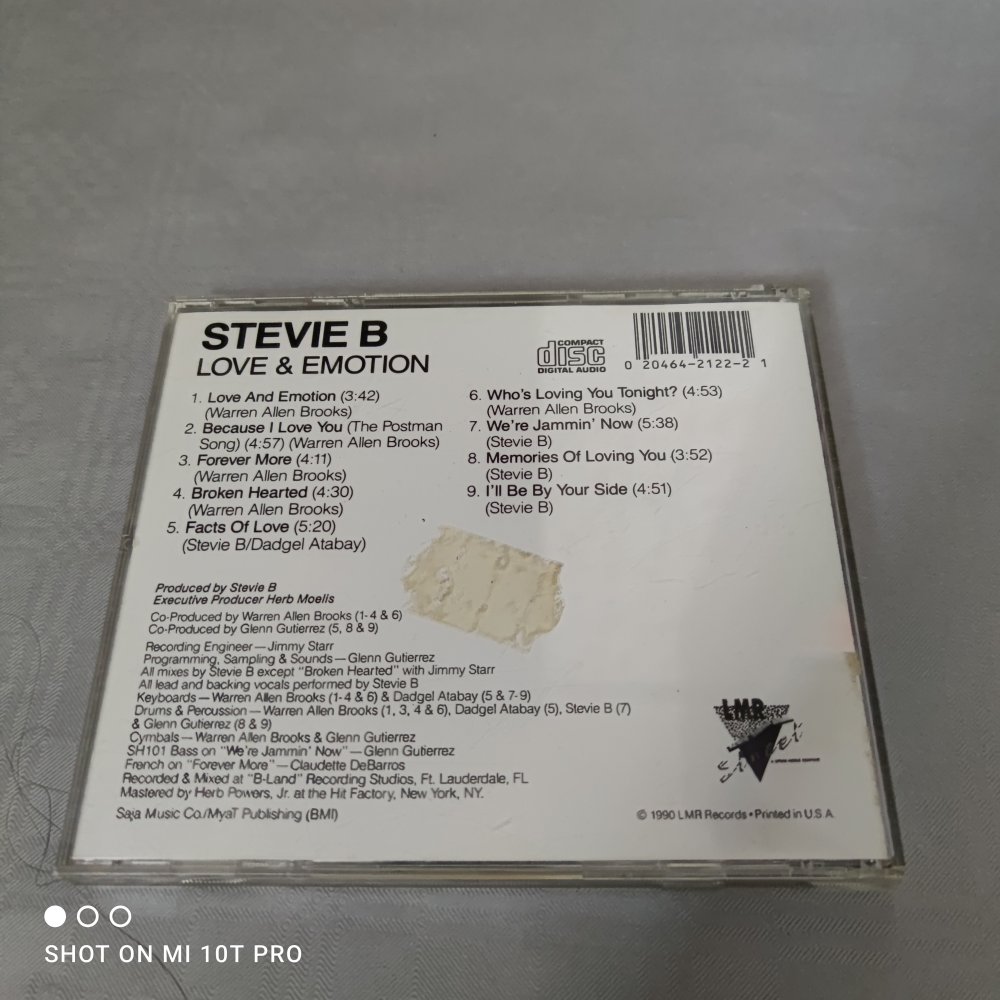 STEVIE B
LOVE & EMOTION
COMPACT
disc
DIGITAL AUDIO
0 20464-2122-2 1
1. Love And Emotion (3:42)
(Warren Allen Brooks)
2. Because I Love You (The Postman
Song) (4:57) (Warren Allen Brooks)
3. Forever More (4:11)
(Warren Allen Brooks)
4. Broken Hearted (4:30)
(Warren Allen Brooks)
5. Facts Of Love (5:20)
(Stevie B/Dadgel Atabay)
6. Who's Loving You Tonight? (4:53)
(Warren Allen Brooks)
7. We're Jammin' Now (5:38)
(Stevie B)
8. Memories Of Loving You (3:52)
(Stevie B)
9. I'll Be By Your Side (4:51)
(Stevie B)
Produced by Stevie B
Executive Producer Herb Moelis
Co-Produced by Warren Allen Brooks (1-4 & 6)
Co-Produced by Glenn Gutierrez (5, 8 & 9)
Recording Engineer — Jimmy Starr
Programming, Sampling & Sounds — Glenn Gutierrez
All mixes by Stevie B except "Broken Hearted" with Jimmy Starr
All lead and backing vocals performed by Stevie B
Keyboards — Warren Allen Brooks (1-4 & 6) & Dadgel Atabay (5 & 7-9)
Drums & Percussion — Warren Allen Brooks (1, 3, 4 & 6), Dadgel Atabay (5), Stevie B (7)
& Glenn Gutierrez (8 & 9)
Cymbals — Warren Allen Brooks & Glenn Gutierrez
SH101 Bass on "We're Jammin' Now" — Glenn Gutierrez
French on "Forever More" — Claudette DeBarros
Recorded & Mixed at "B-Land" Recording Studios, Ft. Lauderdale, FL
Mastered by Herb Powers, Jr. at the Hit Factory, New York, NY.
Saja Music Co./MyaT Publishing (BMI)
LMR
Street
© 1990 LMR Records • Printed in U.S.A.
SHOT ON MI 10T PRO